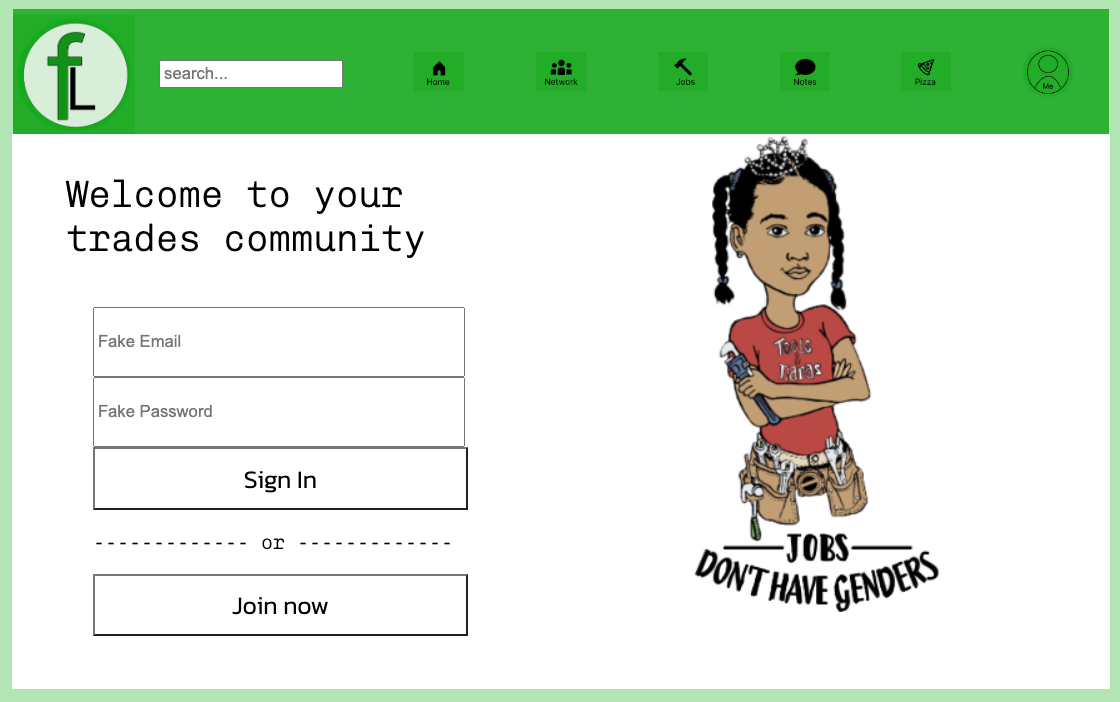 fL
search...
Home
Network
Jobs
Notes
Pizza
Me
Welcome to your
trades community
Fake Email
Fake Password
Sign In
------------- or -------------
Join now
Tools
&
Tiaras
JOBS
DON'T HAVE GENDERS